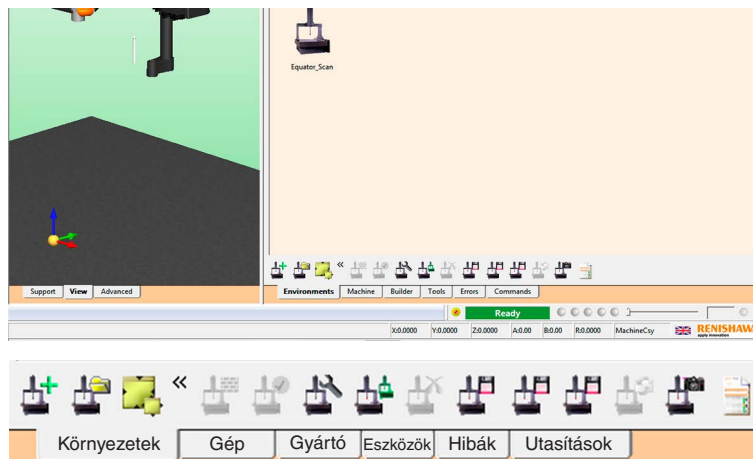 Equator_Scan
«
Support View Advanced
Environments Machine Builder Tools Errors Commands
Ready
X:0.0000 Y:0.0000 Z:0.0000 A:0.00 B:0.00 R:0.0000 MachineCsy RENISHAW
apply innovation
«
Környezetek Gép Gyártó Eszközök Hibák Utasítások